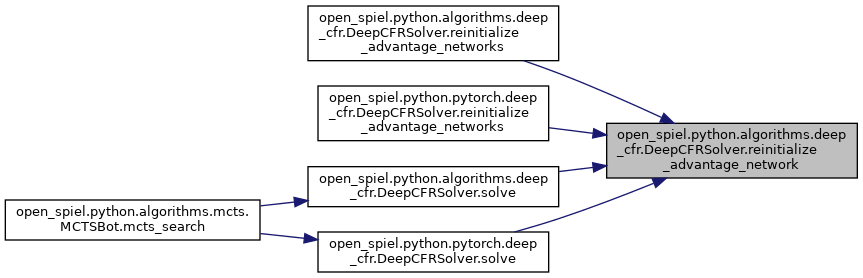 open_spiel.python.algorithms.deep
_cfr.DeepCFRSolver.reinitialize
_advantage_networks
open_spiel.python.pytorch.deep
_cfr.DeepCFRSolver.reinitialize
_advantage_networks
open_spiel.python.algorithms.deep
_cfr.DeepCFRSolver.reinitialize
_advantage_network
open_spiel.python.algorithms.deep
_cfr.DeepCFRSolver.solve
open_spiel.python.algorithms.mcts.
MCTSBot.mcts_search
open_spiel.python.pytorch.deep
_cfr.DeepCFRSolver.solve